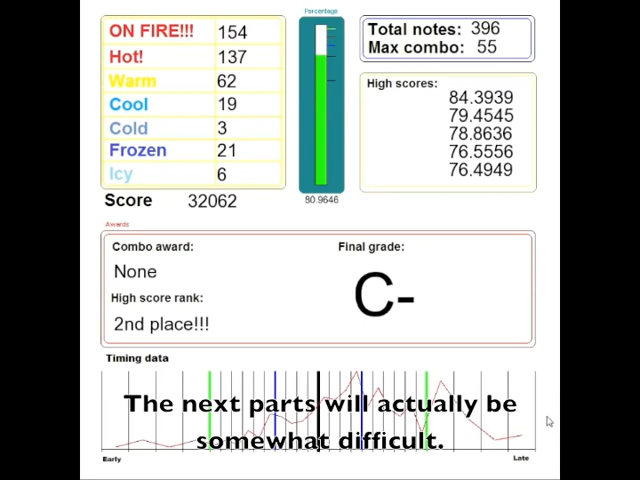 ON FIRE!!! 154
Hot! 137
Warm 62
Cool 19
Cold 3
Frozen 21
Icy 6
Score 32062
Percentage
80.9646
Total notes: 396
Max combo: 55
High scores:
84.3939
79.4545
78.8636
76.5556
76.4949
Awards
Combo award:
None
High score rank:
2nd place!!!
Final grade:
C-
Timing data
The next parts will actually be
somewhat difficult.
Early
Late